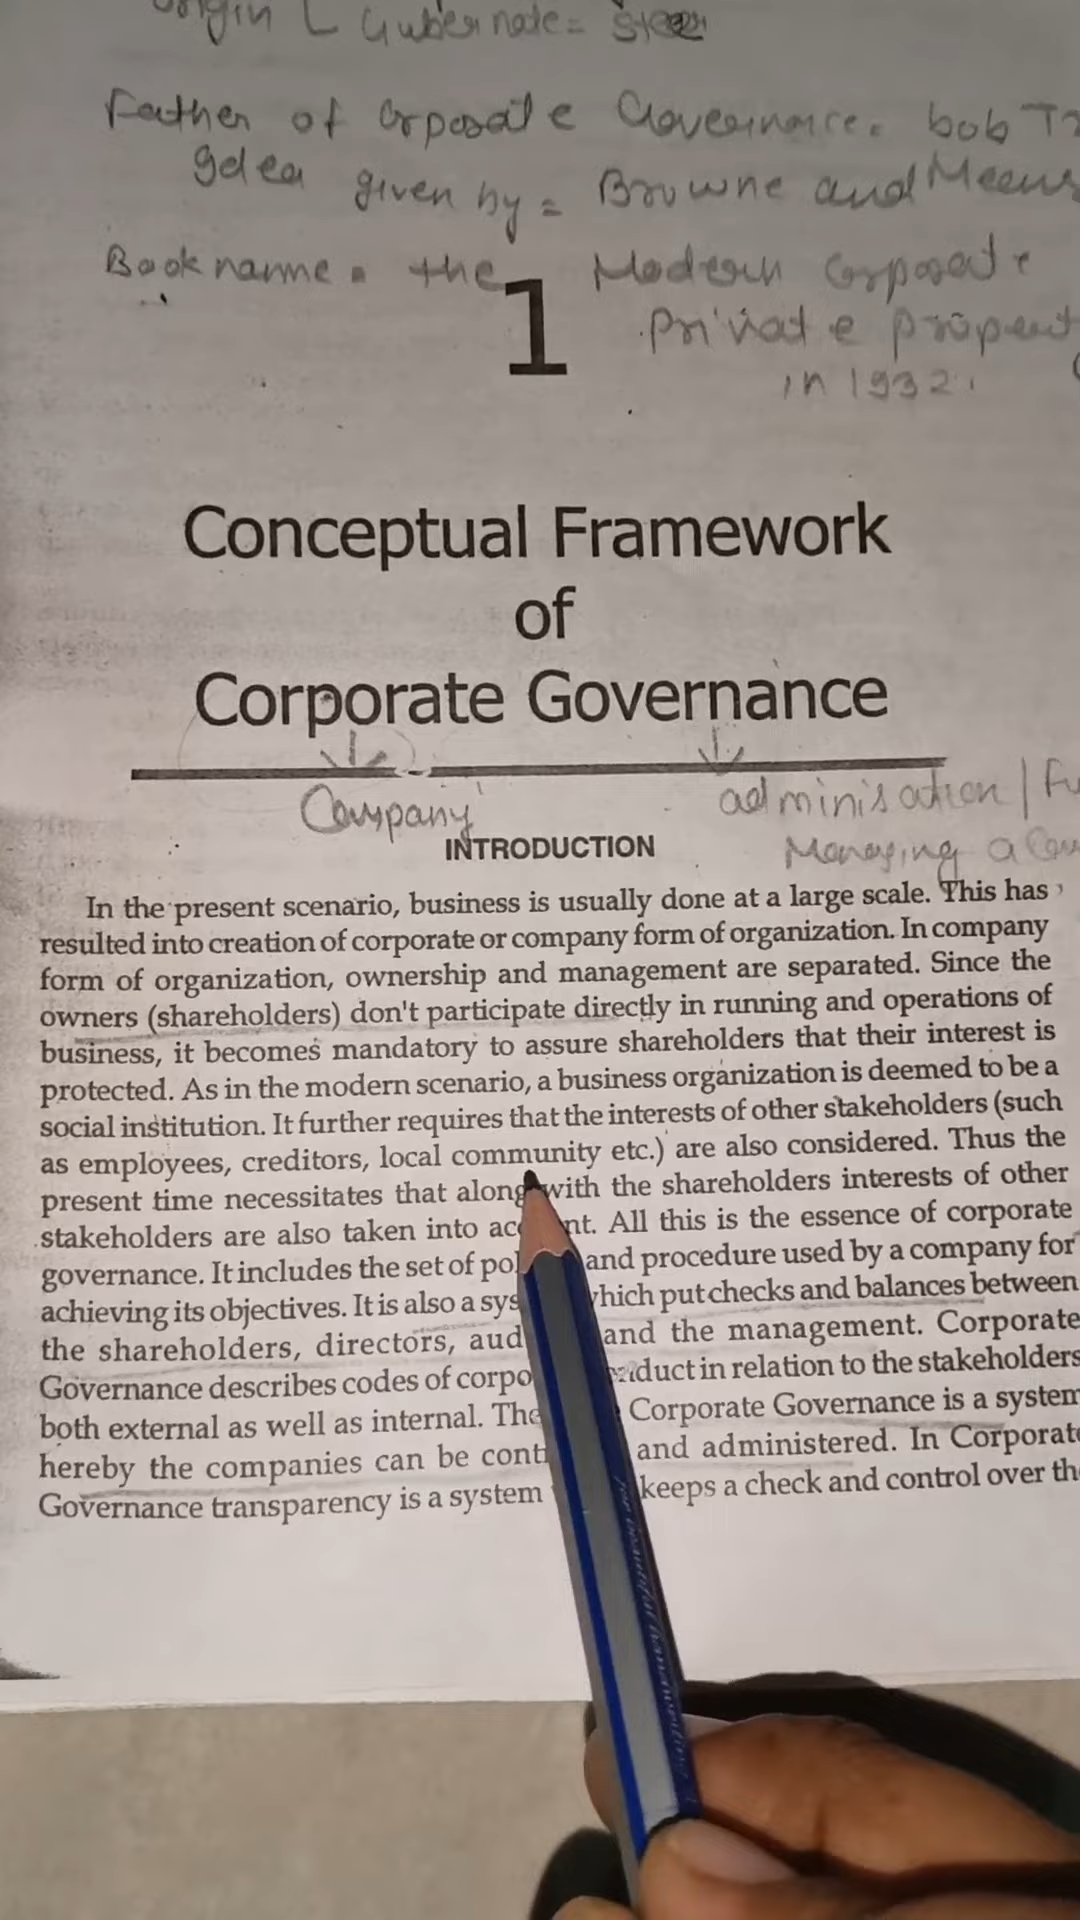 origin Gubernate = Steer
Father of Corporate Governance = bob
Idea given by = Browne and Means
Book name = the Modern Corporate
Private propert
in 1932.
1
Conceptual Framework
of
Corporate Governance
Company
adminisation |
Managing a
INTRODUCTION
In the present scenario, business is usually done at a large scale. This has
resulted into creation of corporate or company form of organization. In company
form of organization, ownership and management are separated. Since the
owners (shareholders) don't participate directly in running and operations of
business, it becomes mandatory to assure shareholders that their interest is
protected. As in the modern scenario, a business organization is deemed to be a
social institution. It further requires that the interests of other stakeholders (such
as employees, creditors, local community etc.) are also considered. Thus the
present time necessitates that along with the shareholders interests of other
stakeholders are also taken into acc nt. All this is the essence of corporate
governance. It includes the set of pol and procedure used by a company for
achieving its objectives. It is also a sys which put checks and balances between
the shareholders, directors, aud and the management. Corporate
Governance describes codes of corpo nduct in relation to the stakeholders
both external as well as internal. The Corporate Governance is a system
hereby the companies can be cont and administered. In Corporate
Governance transparency is a system keeps a check and control over th